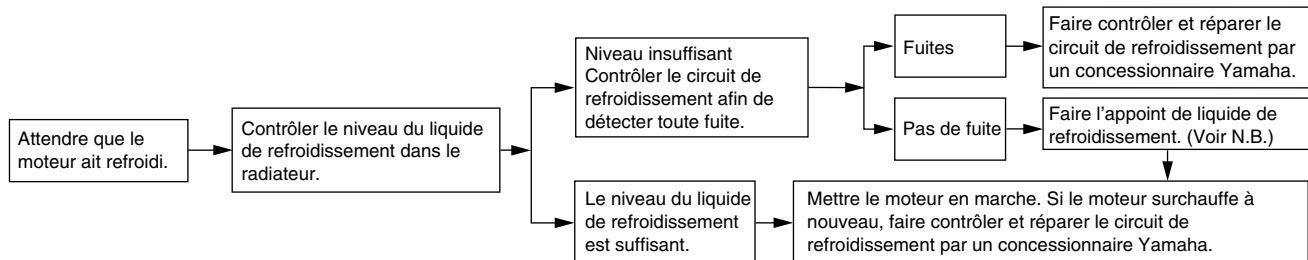 Attendre que le
moteur ait refroidi.
Contrôler le niveau du liquide
de refroidissement dans le
radiateur.
Niveau insuffisant
Contrôler le circuit de
refroidissement afin de
détecter toute fuite.
Fuites
Faire contrôler et réparer le
circuit de refroidissement par
un concessionnaire Yamaha.
Pas de fuite
Faire l’appoint de liquide de
refroidissement. (Voir N.B.)
Le niveau du liquide
de refroidissement
est suffisant.
Mettre le moteur en marche. Si le moteur surchauffe à
nouveau, faire contrôler et réparer le circuit de
refroidissement par un concessionnaire Yamaha.